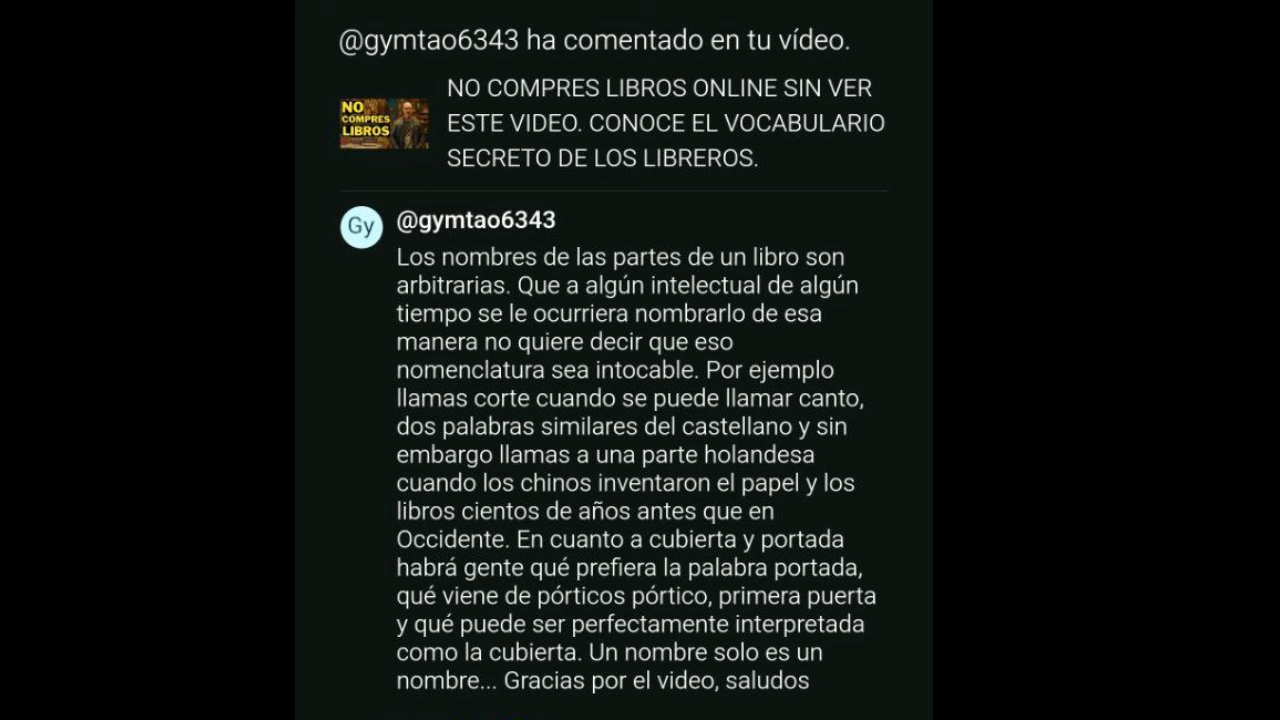 @gymtao6343 ha comentado en tu vídeo.
NO
COMPRES
LIBROS
NO COMPRES LIBROS ONLINE SIN VER
ESTE VIDEO. CONOCE EL VOCABULARIO
SECRETO DE LOS LIBREROS.
Gy
@gymtao6343
Los nombres de las partes de un libro son
arbitrarias. Que a algún intelectual de algún
tiempo se le ocurriera nombrarlo de esa
manera no quiere decir que eso
nomenclatura sea intocable. Por ejemplo
llamas corte cuando se puede llamar canto,
dos palabras similares del castellano y sin
embargo llamas a una parte holandesa
cuando los chinos inventaron el papel y los
libros cientos de años antes que en
Occidente. En cuanto a cubierta y portada
habrá gente qué prefiera la palabra portada,
qué viene de pórticos pórtico, primera puerta
y qué puede ser perfectamente interpretada
como la cubierta. Un nombre solo es un
nombre... Gracias por el video, saludos